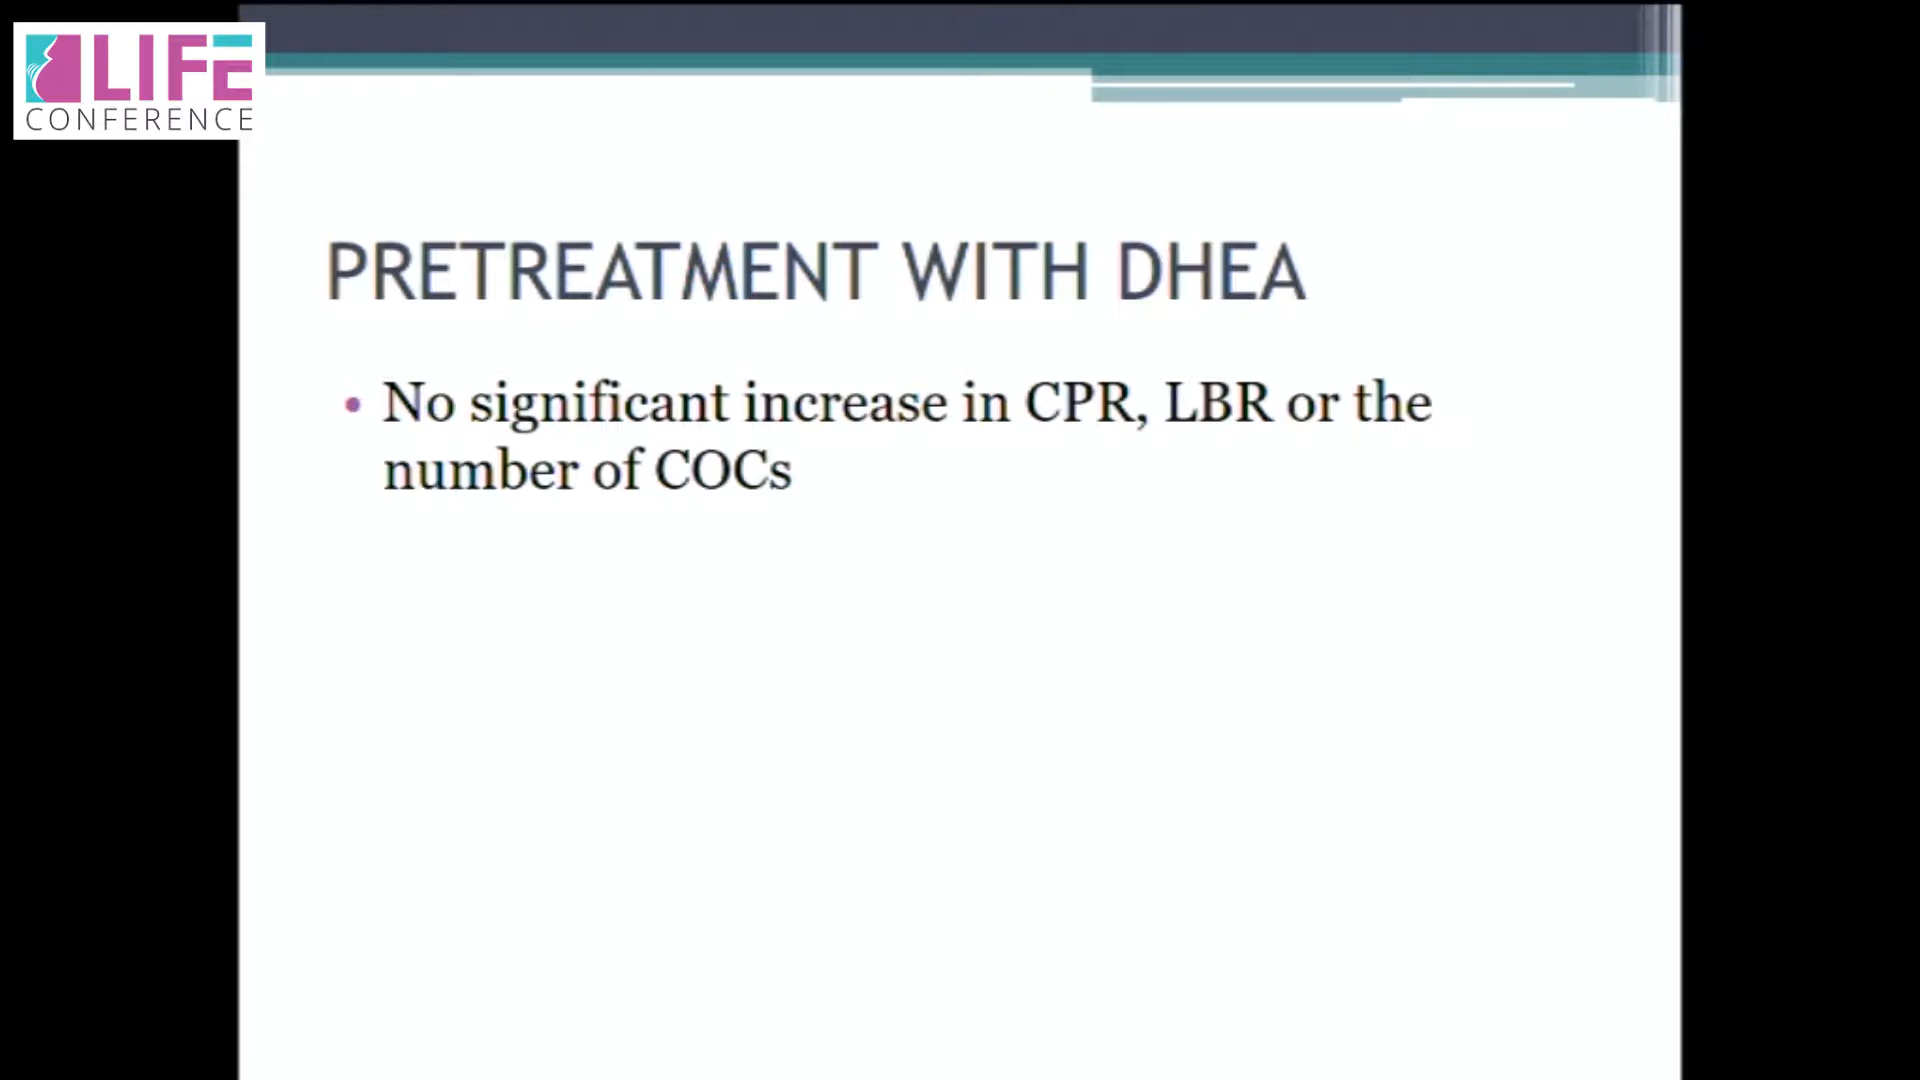 LIFE
CONFERENCE
PRETREATMENT WITH DHEA
• No significant increase in CPR, LBR or the
number of COCs